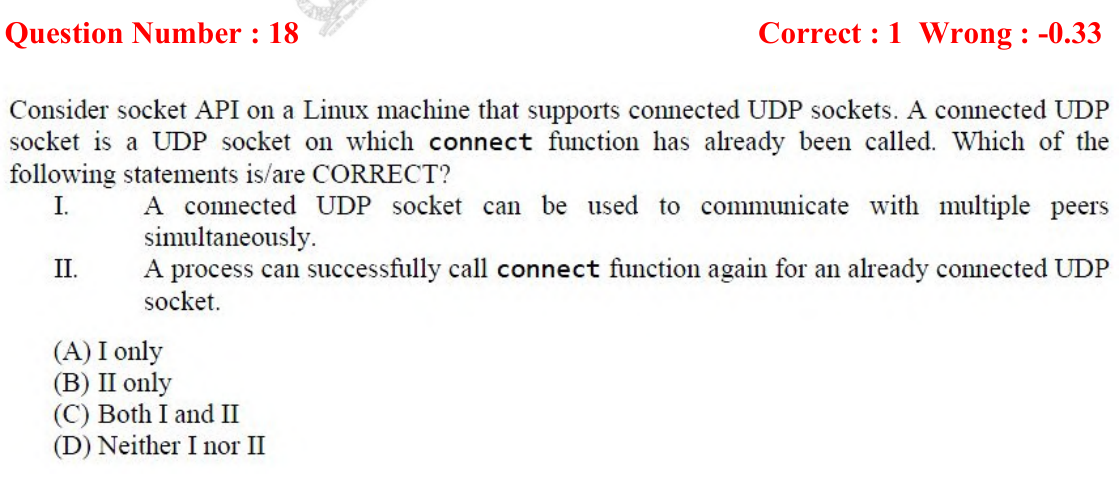 Question Number : 18 Correct : 1 Wrong : -0.33
Consider socket API on a Linux machine that supports connected UDP sockets. A connected UDP
socket is a UDP socket on which connect function has already been called. Which of the
following statements is/are CORRECT?
I. A connected UDP socket can be used to communicate with multiple peers
simultaneously.
II. A process can successfully call connect function again for an already connected UDP
socket.
(A) I only
(B) II only
(C) Both I and II
(D) Neither I nor II